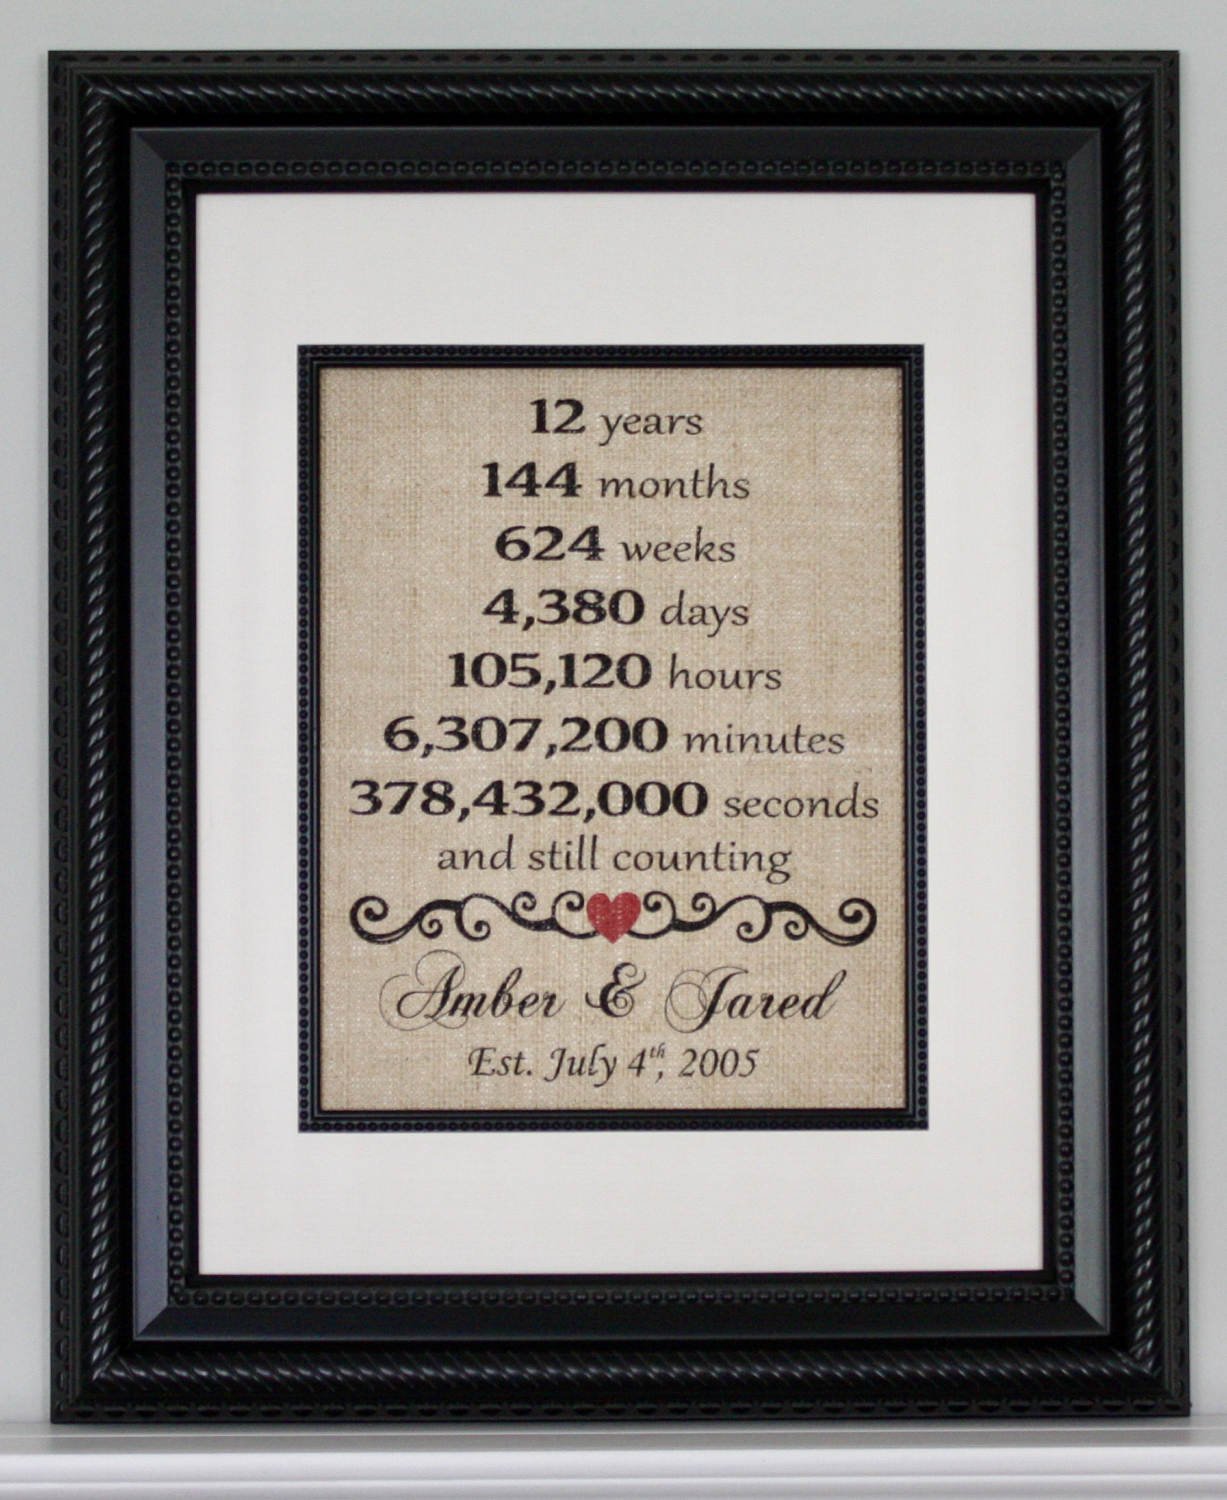 12 years
144 months
624 weeks
4,380 days
105,120 hours
6,307,200 minutes
378,432,000 seconds
and still counting
Amber & Jared
Est. July 4th, 2005